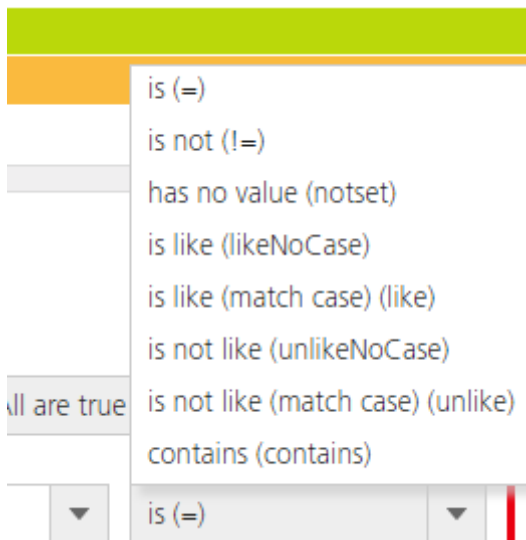 is (=)
is not (!=)
has no value (notset)
is like (likeNoCase)
is like (match case) (like)
is not like (unlikeNoCase)
All are true
is not like (match case) (unlike)
contains (contains)
is (=)